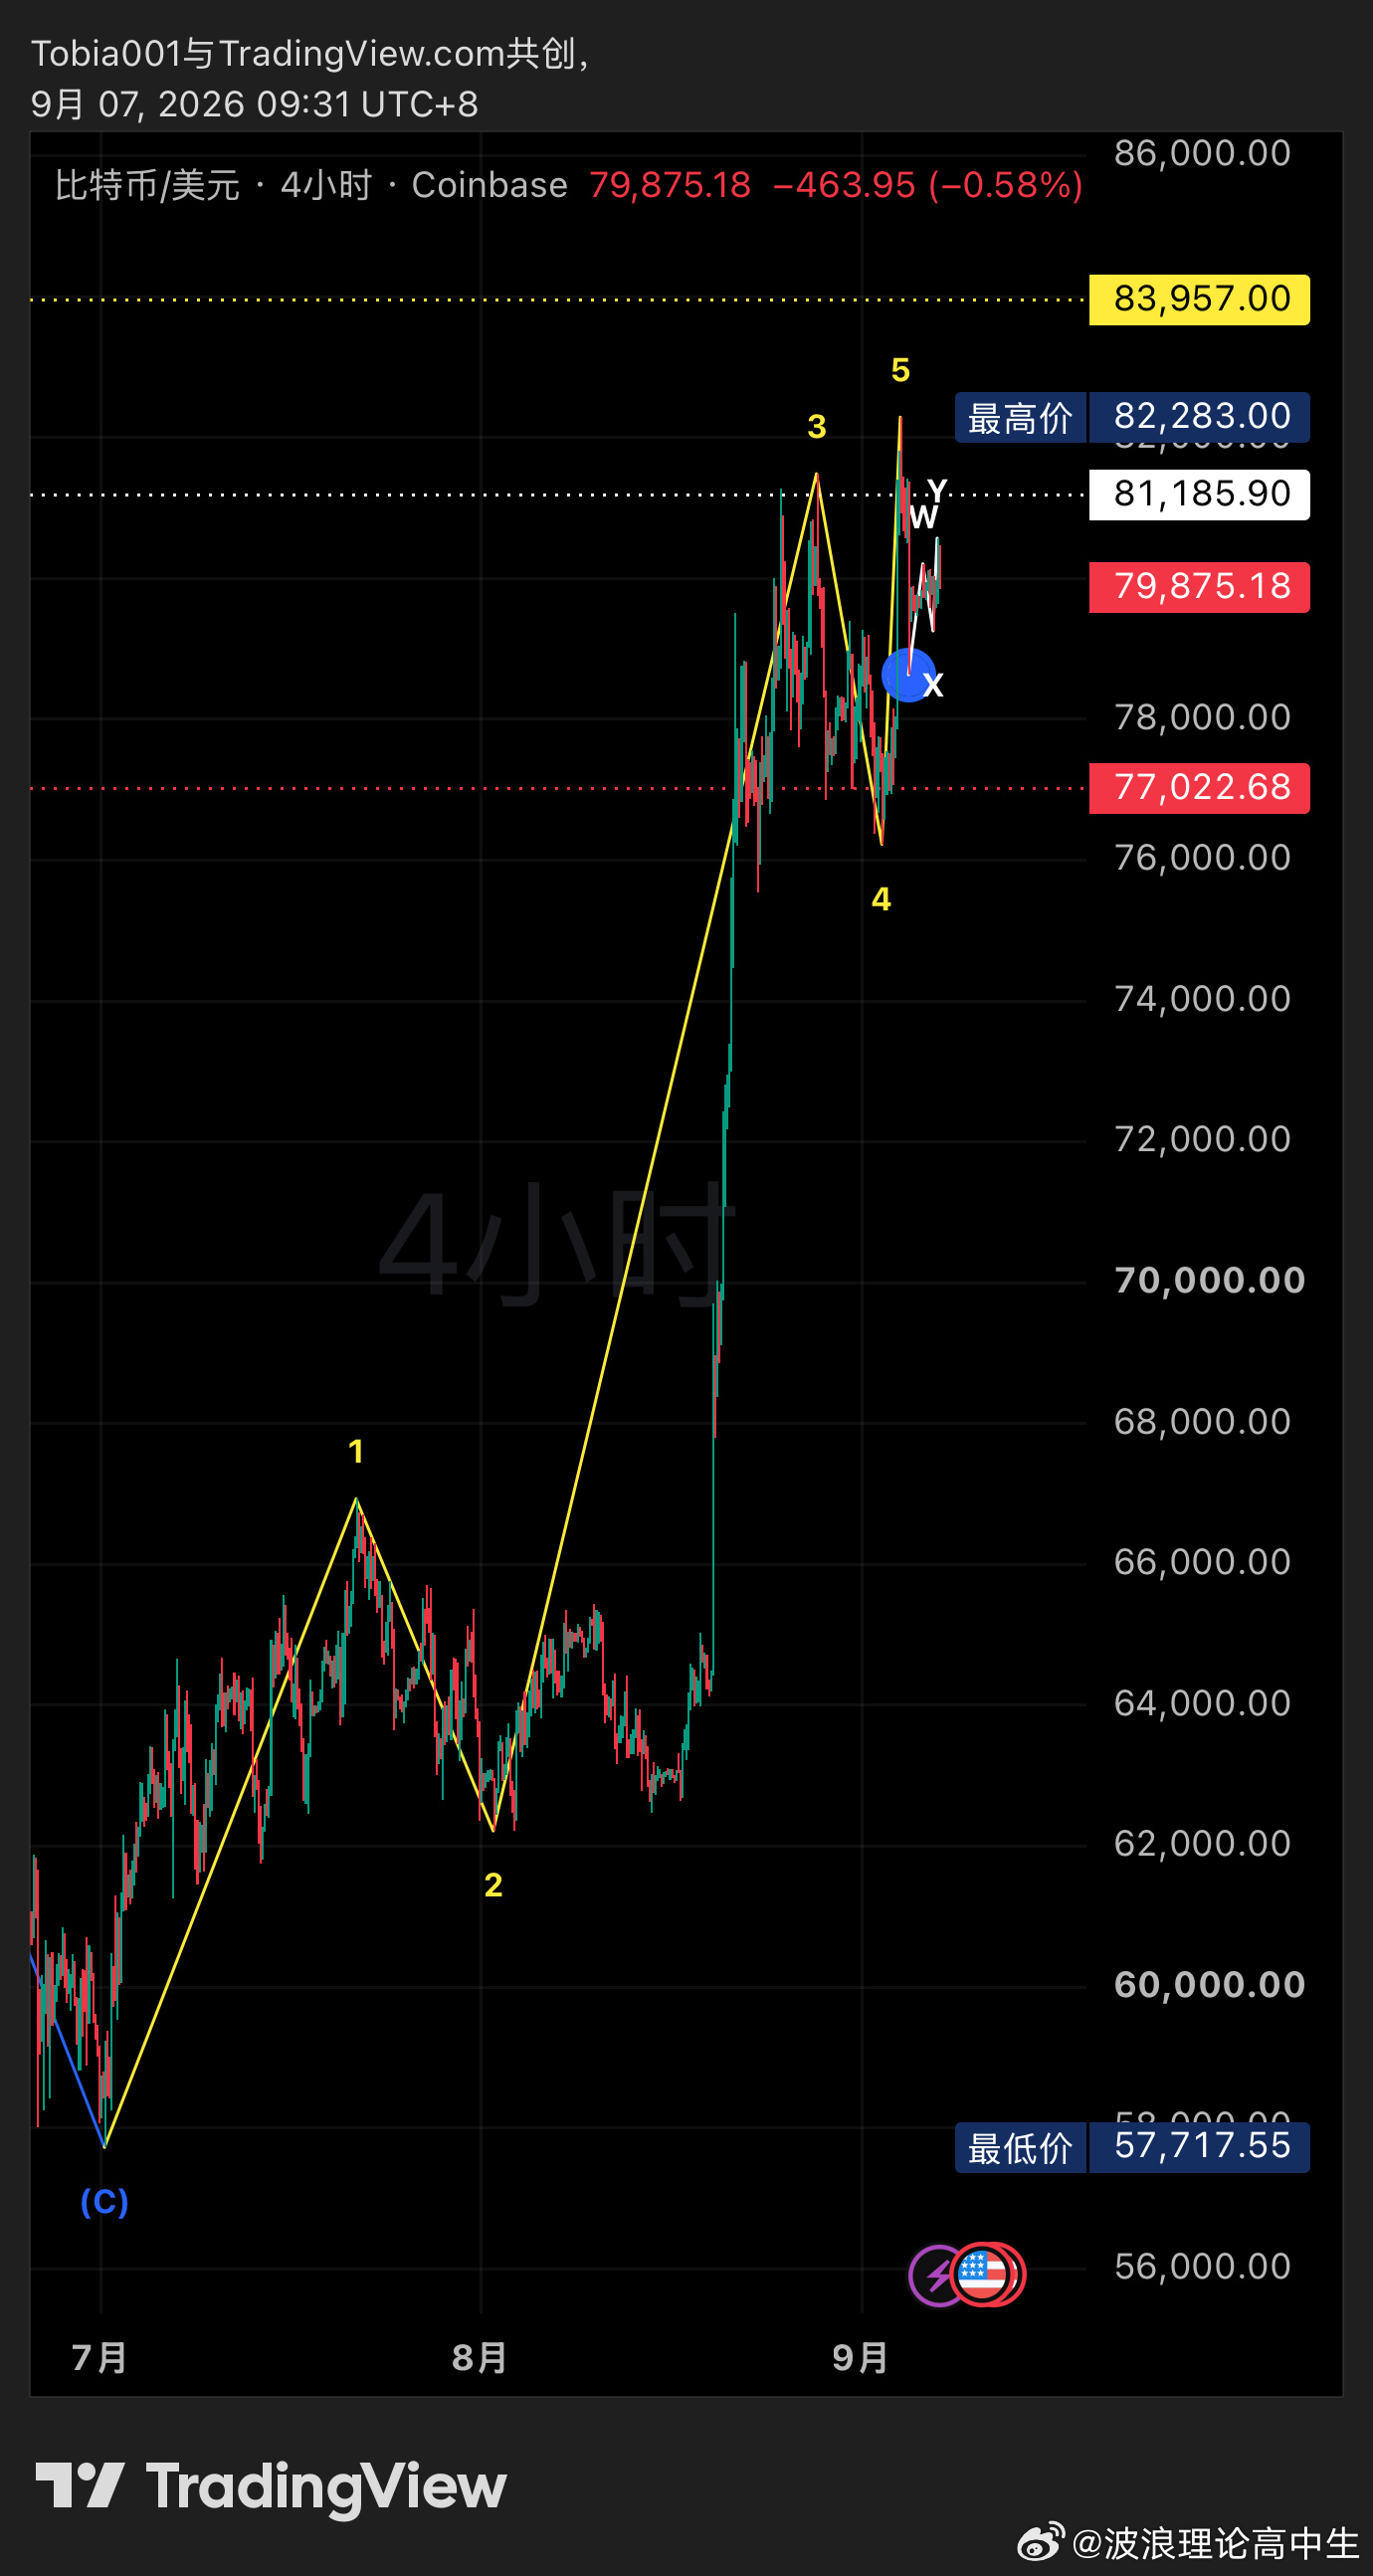 Tobia001与TradingView.com共创,
9月 07, 2026 09:31 UTC+8
比特币/美元 · 4小时 · Coinbase 79,875.18 −463.95 (−0.58%)
86,000.00
83,957.00
5
最高价 82,283.00
82,000.00
3
Y
81,185.90
W
79,875.18
X
78,000.00
77,022.68
76,000.00
4
74,000.00
72,000.00
4小时
70,000.00
68,000.00
1
66,000.00
64,000.00
62,000.00
2
60,000.00
58,000.00
最低价 57,717.55
(C)
56,000.00
7月 8月 9月
TradingView
@波浪理论高中生